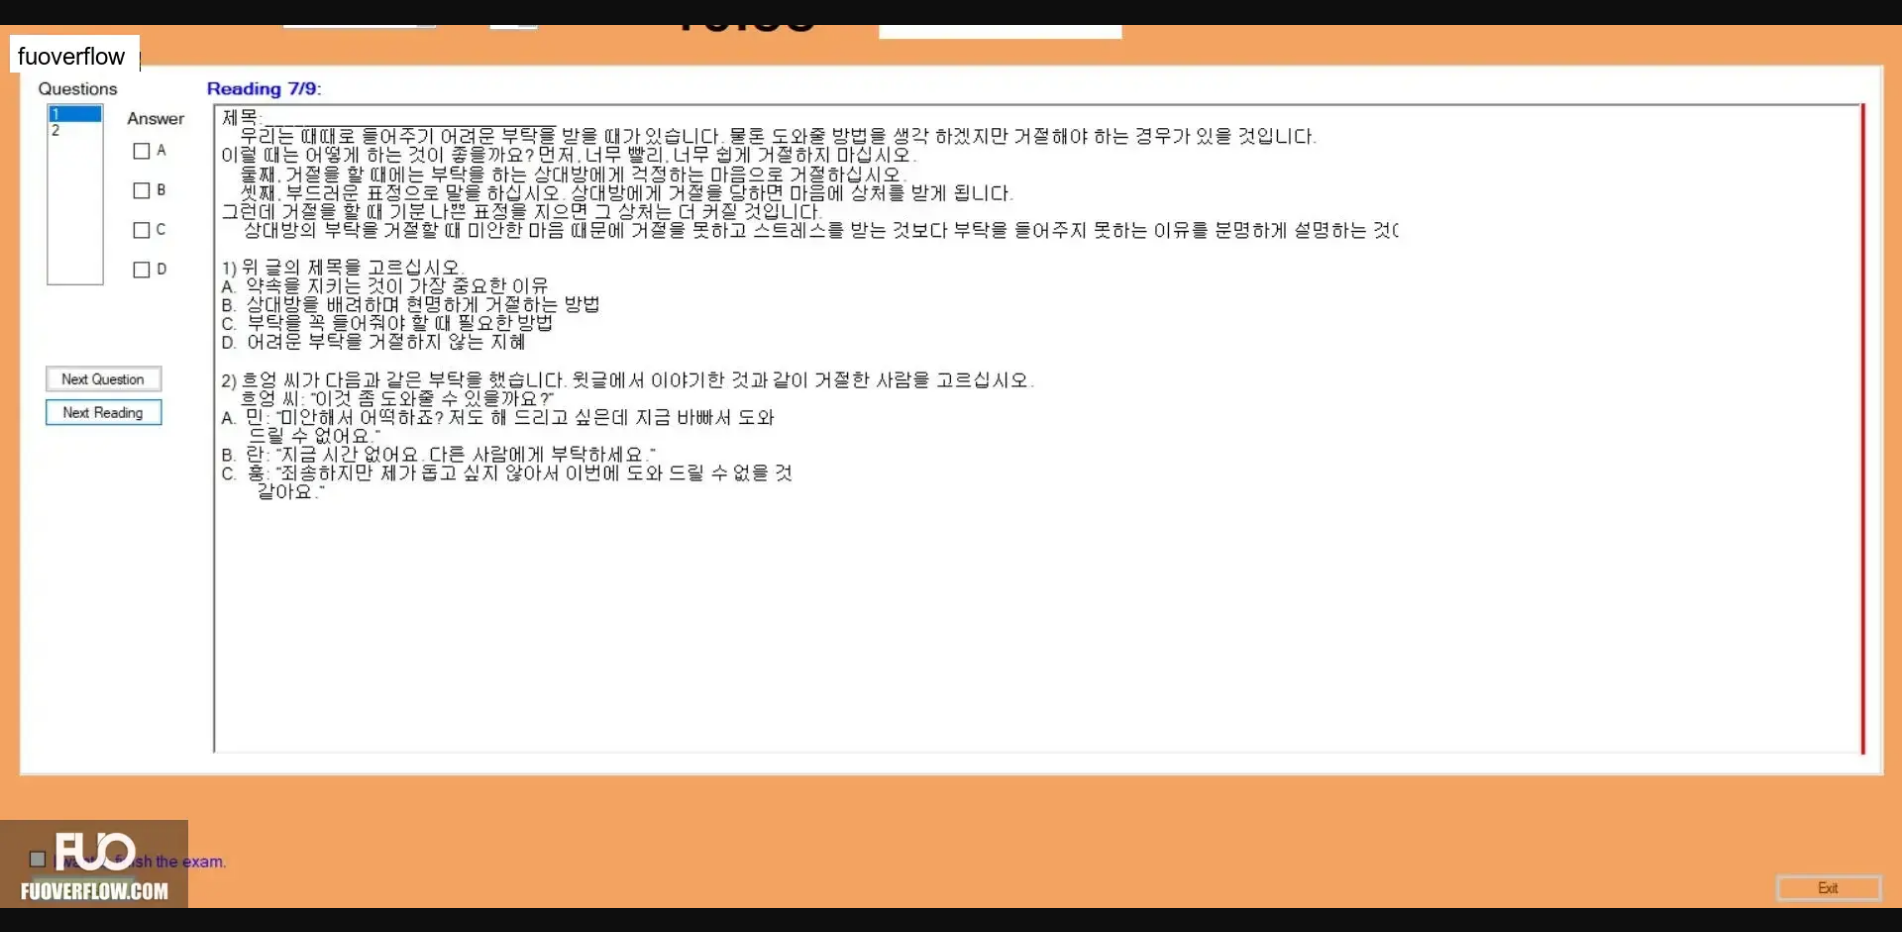 fuoverflow
Questions
Reading 7/9:
1
2
Answer
A
B
C
D
Next Question
Next Reading
제목:______________________________
우리는 때때로 들어주기 어려운 부탁을 받을 때가 있습니다. 물론 도와줄 방법을 생각 하겠지만 거절해야 하는 경우가 있을 것입니다.
이럴 때는 어떻게 하는 것이 좋을까요? 먼저, 너무 빨리, 너무 쉽게 거절하지 마십시오.
둘째, 거절을 할 때에는 부탁을 하는 상대방에게 걱정하는 마음으로 거절하십시오.
셋째, 부드러운 표정으로 말을 하십시오. 상대방에게 거절을 당하면 마음에 상처를 받게 됩니다.
그런데 거절을 할 때 기분 나쁜 표정을 지으면 그 상처는 더 커질 것입니다.
상대방의 부탁을 거절할 때 미안한 마음 때문에 거절을 못하고 스트레스를 받는 것보다 부탁을 들어주지 못하는 이유를 분명하게 설명하는
1) 위 글의 제목을 고르십시오.
A. 약속을 지키는 것이 가장 중요한 이유
B. 상대방을 배려하며 현명하게 거절하는 방법
C. 부탁을 꼭 들어줘야 할 때 필요한 방법
D. 어려운 부탁을 거절하지 않는 지혜
2) 흐엉 씨가 다음과 같은 부탁을 했습니다. 윗글에서 이야기한 것과 같이 거절한 사람을 고르십시오.
흐엉 씨: "이것 좀 도와줄 수 있을까요?"
A. 민: "미안해서 어떡하죠? 저도 해 드리고 싶은데 지금 바빠서 도와
드릴 수 없어요."
B. 란: "지금 시간 없어요. 다른 사람에게 부탁하세요."
C. 훙: "죄송하지만 제가 돕고 싶지 않아서 이번에 도와 드릴 수 없을 것
같아요."
FUO
finish the exam.
FUOVERFLOW.COM
Exit